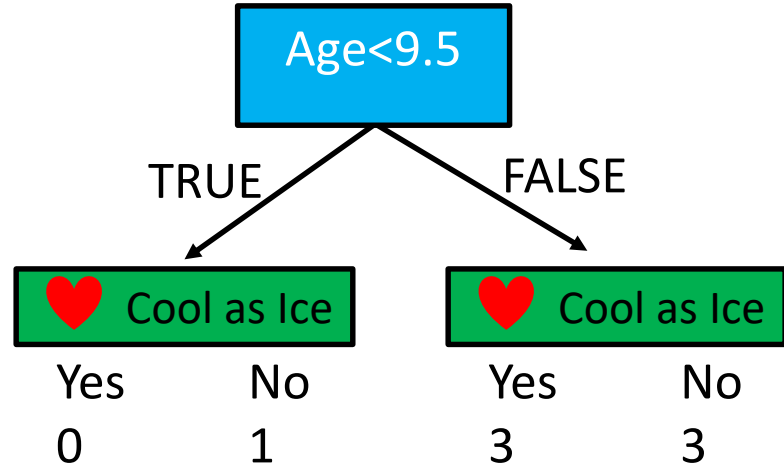 Age<9.5
TRUE FALSE
Cool as Ice Cool as Ice
Yes No Yes No
0 1 3 3